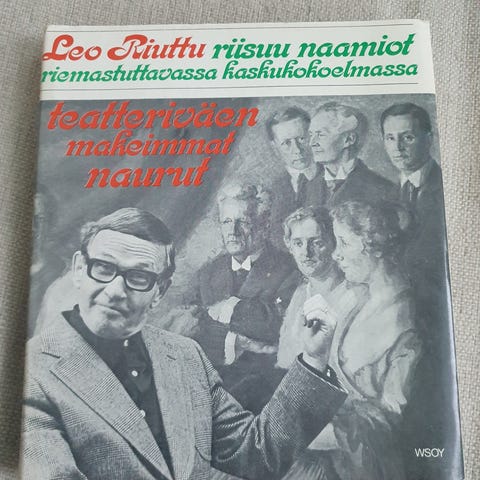 Leo Riuttu riisuu naamiot
riemastuttavassa kaskukokoelmassa
teatteriväen
makeimmat
naurut
WSOY